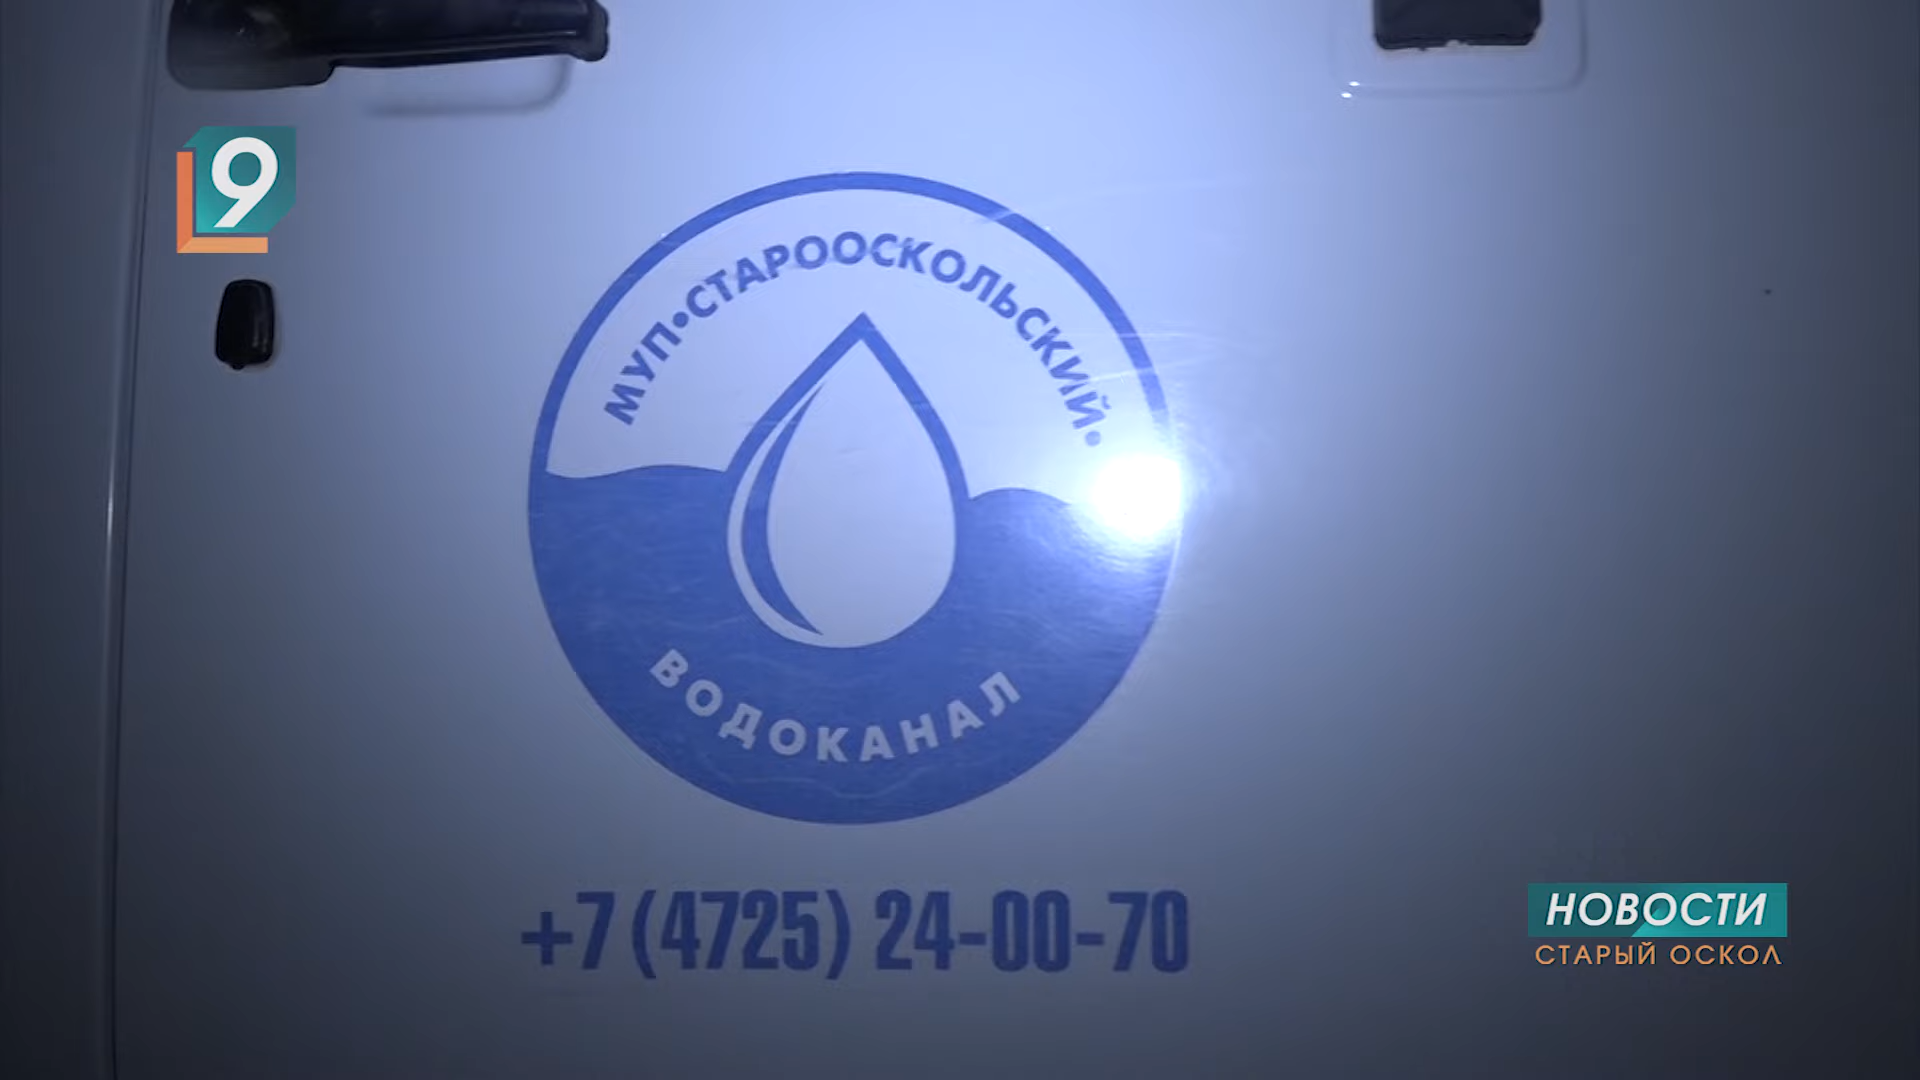 9
МУП•СТАРООСКОЛЬСКИЙ•
ВОДОКАНАЛ
+7 (4725) 24-00-70
НОВОСТИ
СТАРЫЙ ОСКОЛ